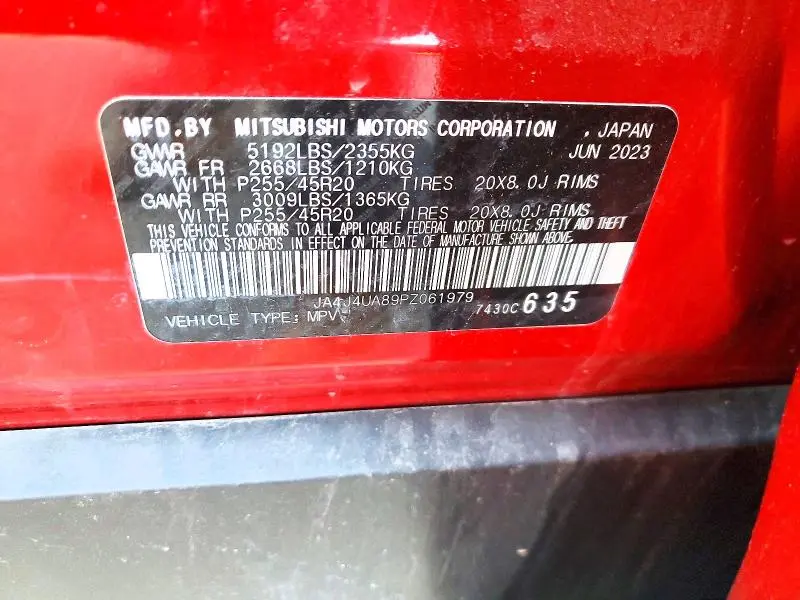 MFD.BY MITSUBISHI MOTORS CORPORATION , JAPAN
GVWR 5192LBS/2355KG JUN 2023
GAWR FR 2668LBS/1210KG
WITH P255/45R20 TIRES 20X8.0J RIMS
GAWR RR 3009LBS/1365KG
WITH P255/45R20 TIRES 20X8.0J RIMS
THIS VEHICLE CONFORMS TO ALL APPLICABLE FEDERAL MOTOR VEHICLE SAFETY AND THEFT
PREVENTION STANDARDS IN EFFECT ON THE DATE OF MANUFACTURE SHOWN ABOVE.
JA4J4UA89PZ061979
VEHICLE TYPE: MPV 7430C 635